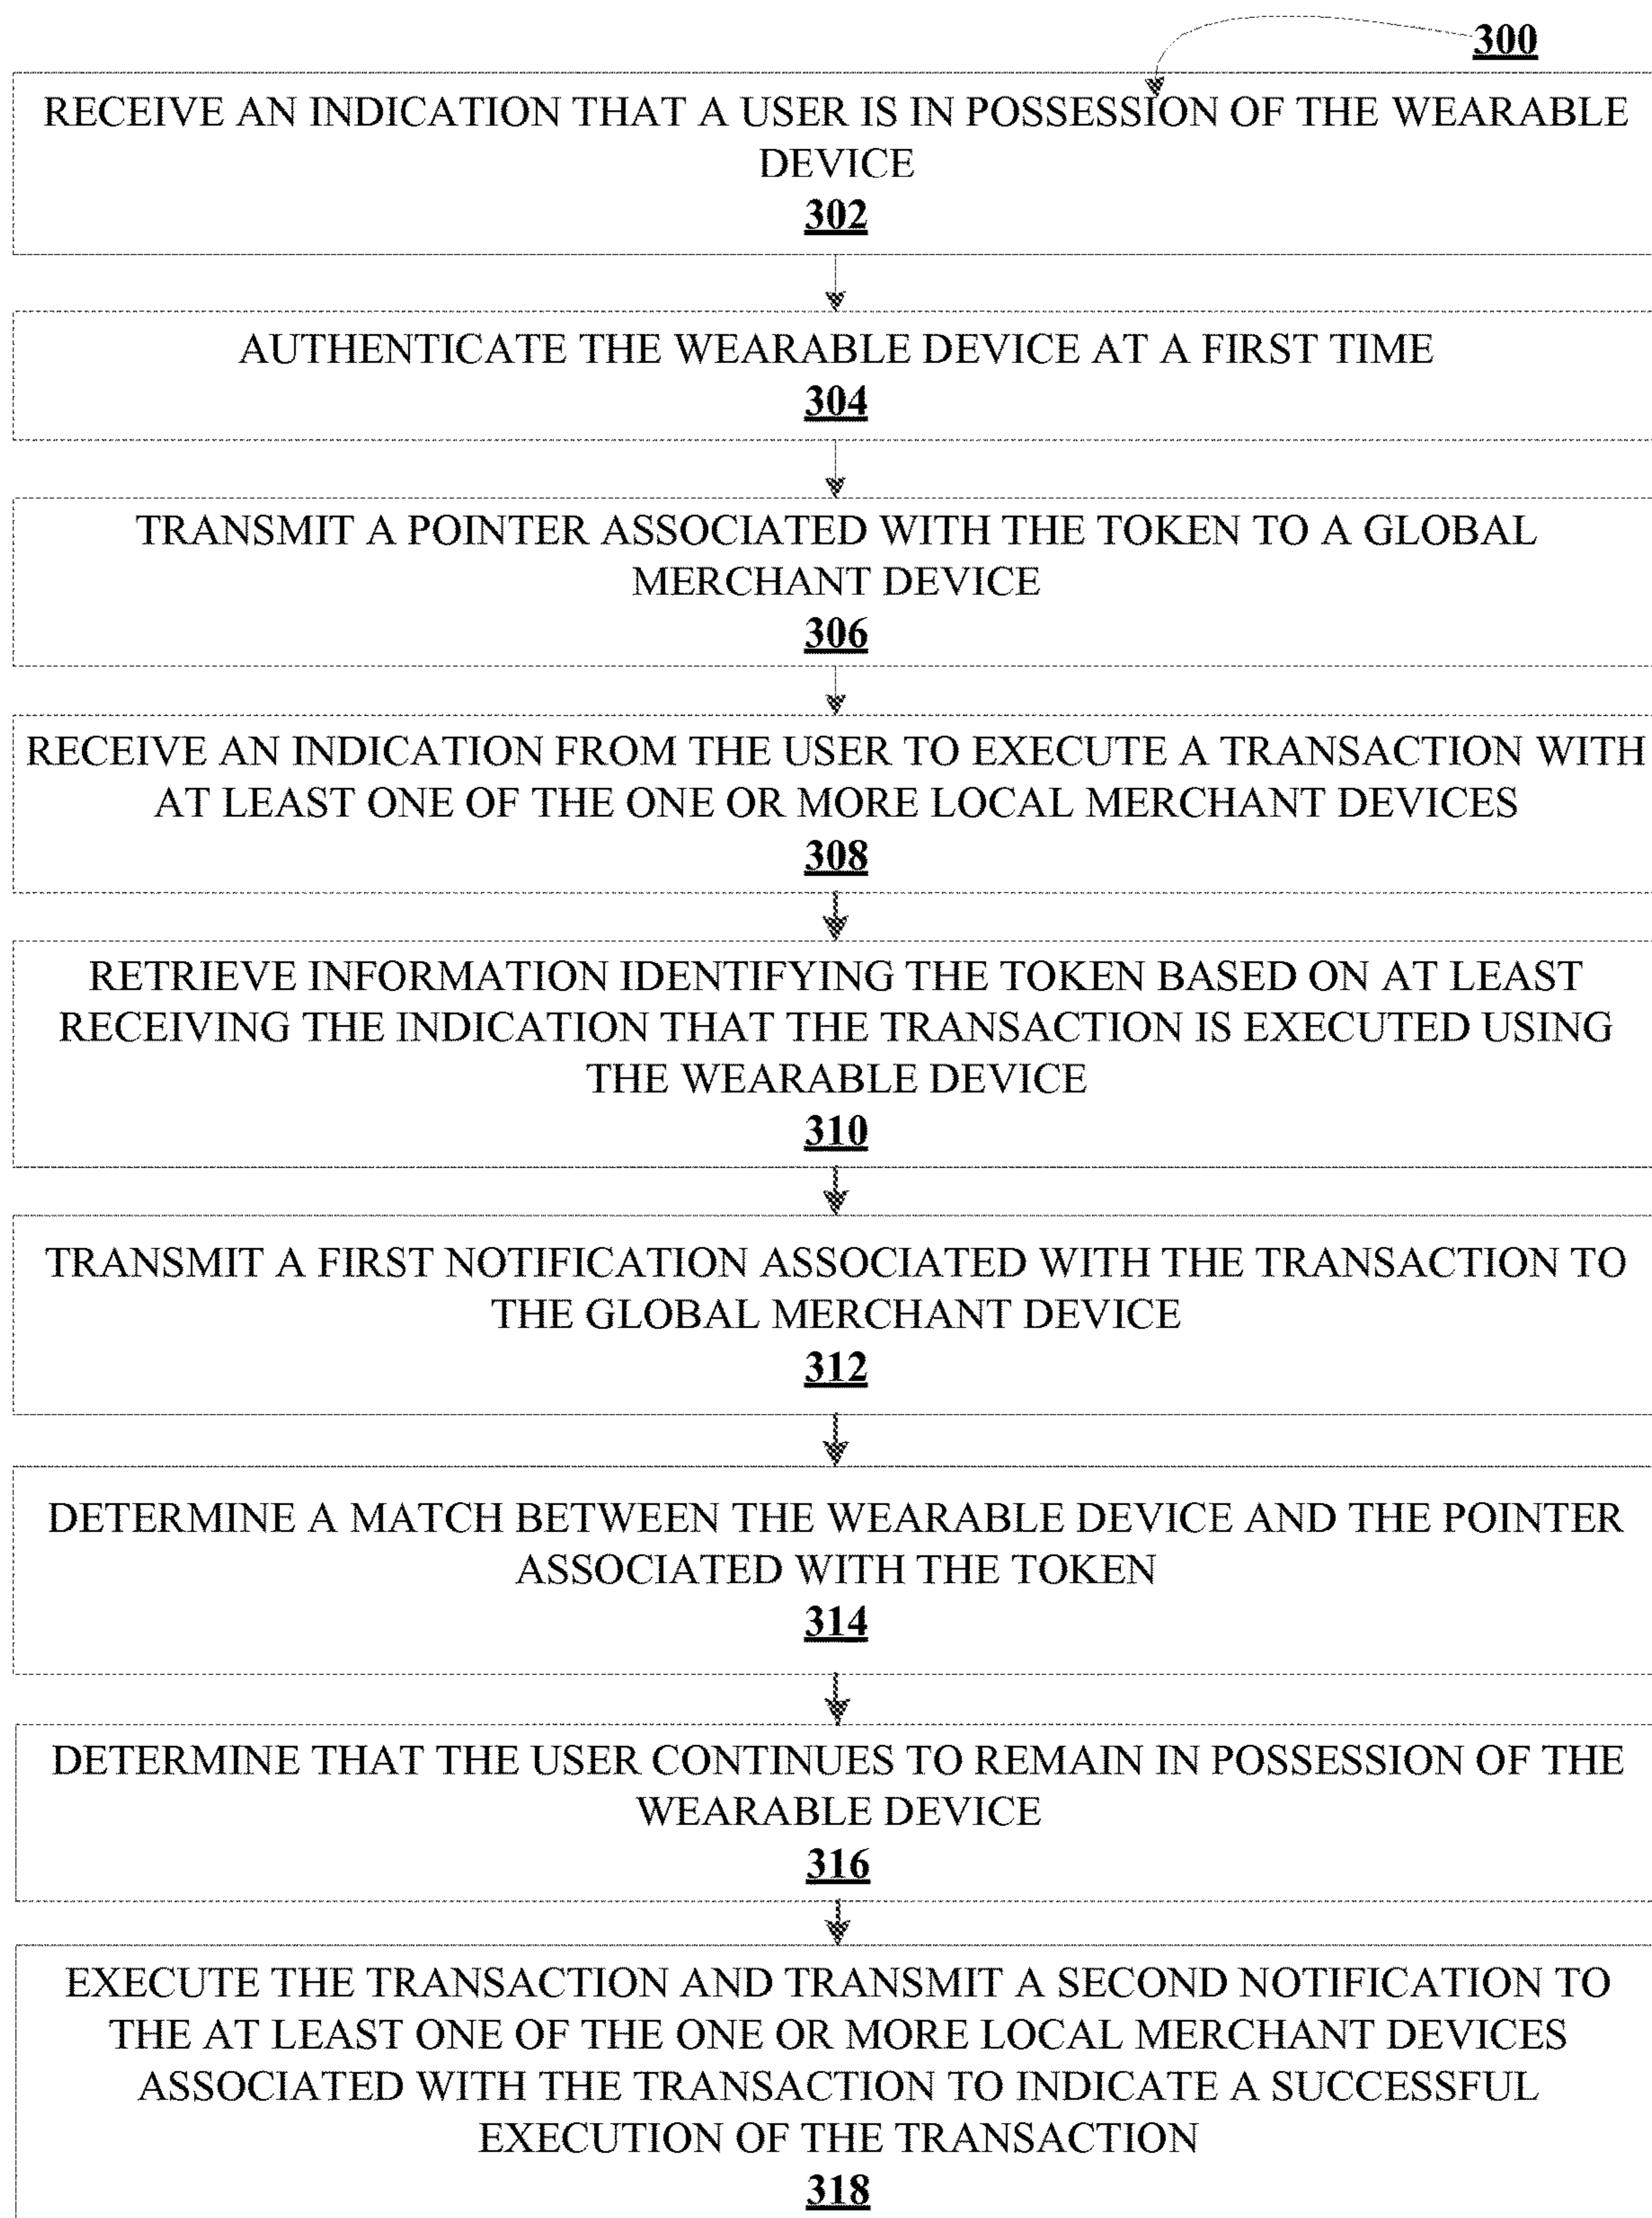 300
RECEIVE AN INDICATION THAT A USER IS IN POSSESSION OF THE WEARABLE
DEVICE
302
AUTHENTICATE THE WEARABLE DEVICE AT A FIRST TIME
304
TRANSMIT A POINTER ASSOCIATED WITH THE TOKEN TO A GLOBAL
MERCHANT DEVICE
306
RECEIVE AN INDICATION FROM THE USER TO EXECUTE A TRANSACTION WITH
AT LEAST ONE OF THE ONE OR MORE LOCAL MERCHANT DEVICES
308
RETRIEVE INFORMATION IDENTIFYING THE TOKEN BASED ON AT LEAST
RECEIVING THE INDICATION THAT THE TRANSACTION IS EXECUTED USING
THE WEARABLE DEVICE
310
TRANSMIT A FIRST NOTIFICATION ASSOCIATED WITH THE TRANSACTION TO
THE GLOBAL MERCHANT DEVICE
312
DETERMINE A MATCH BETWEEN THE WEARABLE DEVICE AND THE POINTER
ASSOCIATED WITH THE TOKEN
314
DETERMINE THAT THE USER CONTINUES TO REMAIN IN POSSESSION OF THE
WEARABLE DEVICE
316
EXECUTE THE TRANSACTION AND TRANSMIT A SECOND NOTIFICATION TO
THE AT LEAST ONE OF THE ONE OR MORE LOCAL MERCHANT DEVICES
ASSOCIATED WITH THE TRANSACTION TO INDICATE A SUCCESSFUL
EXECUTION OF THE TRANSACTION
318